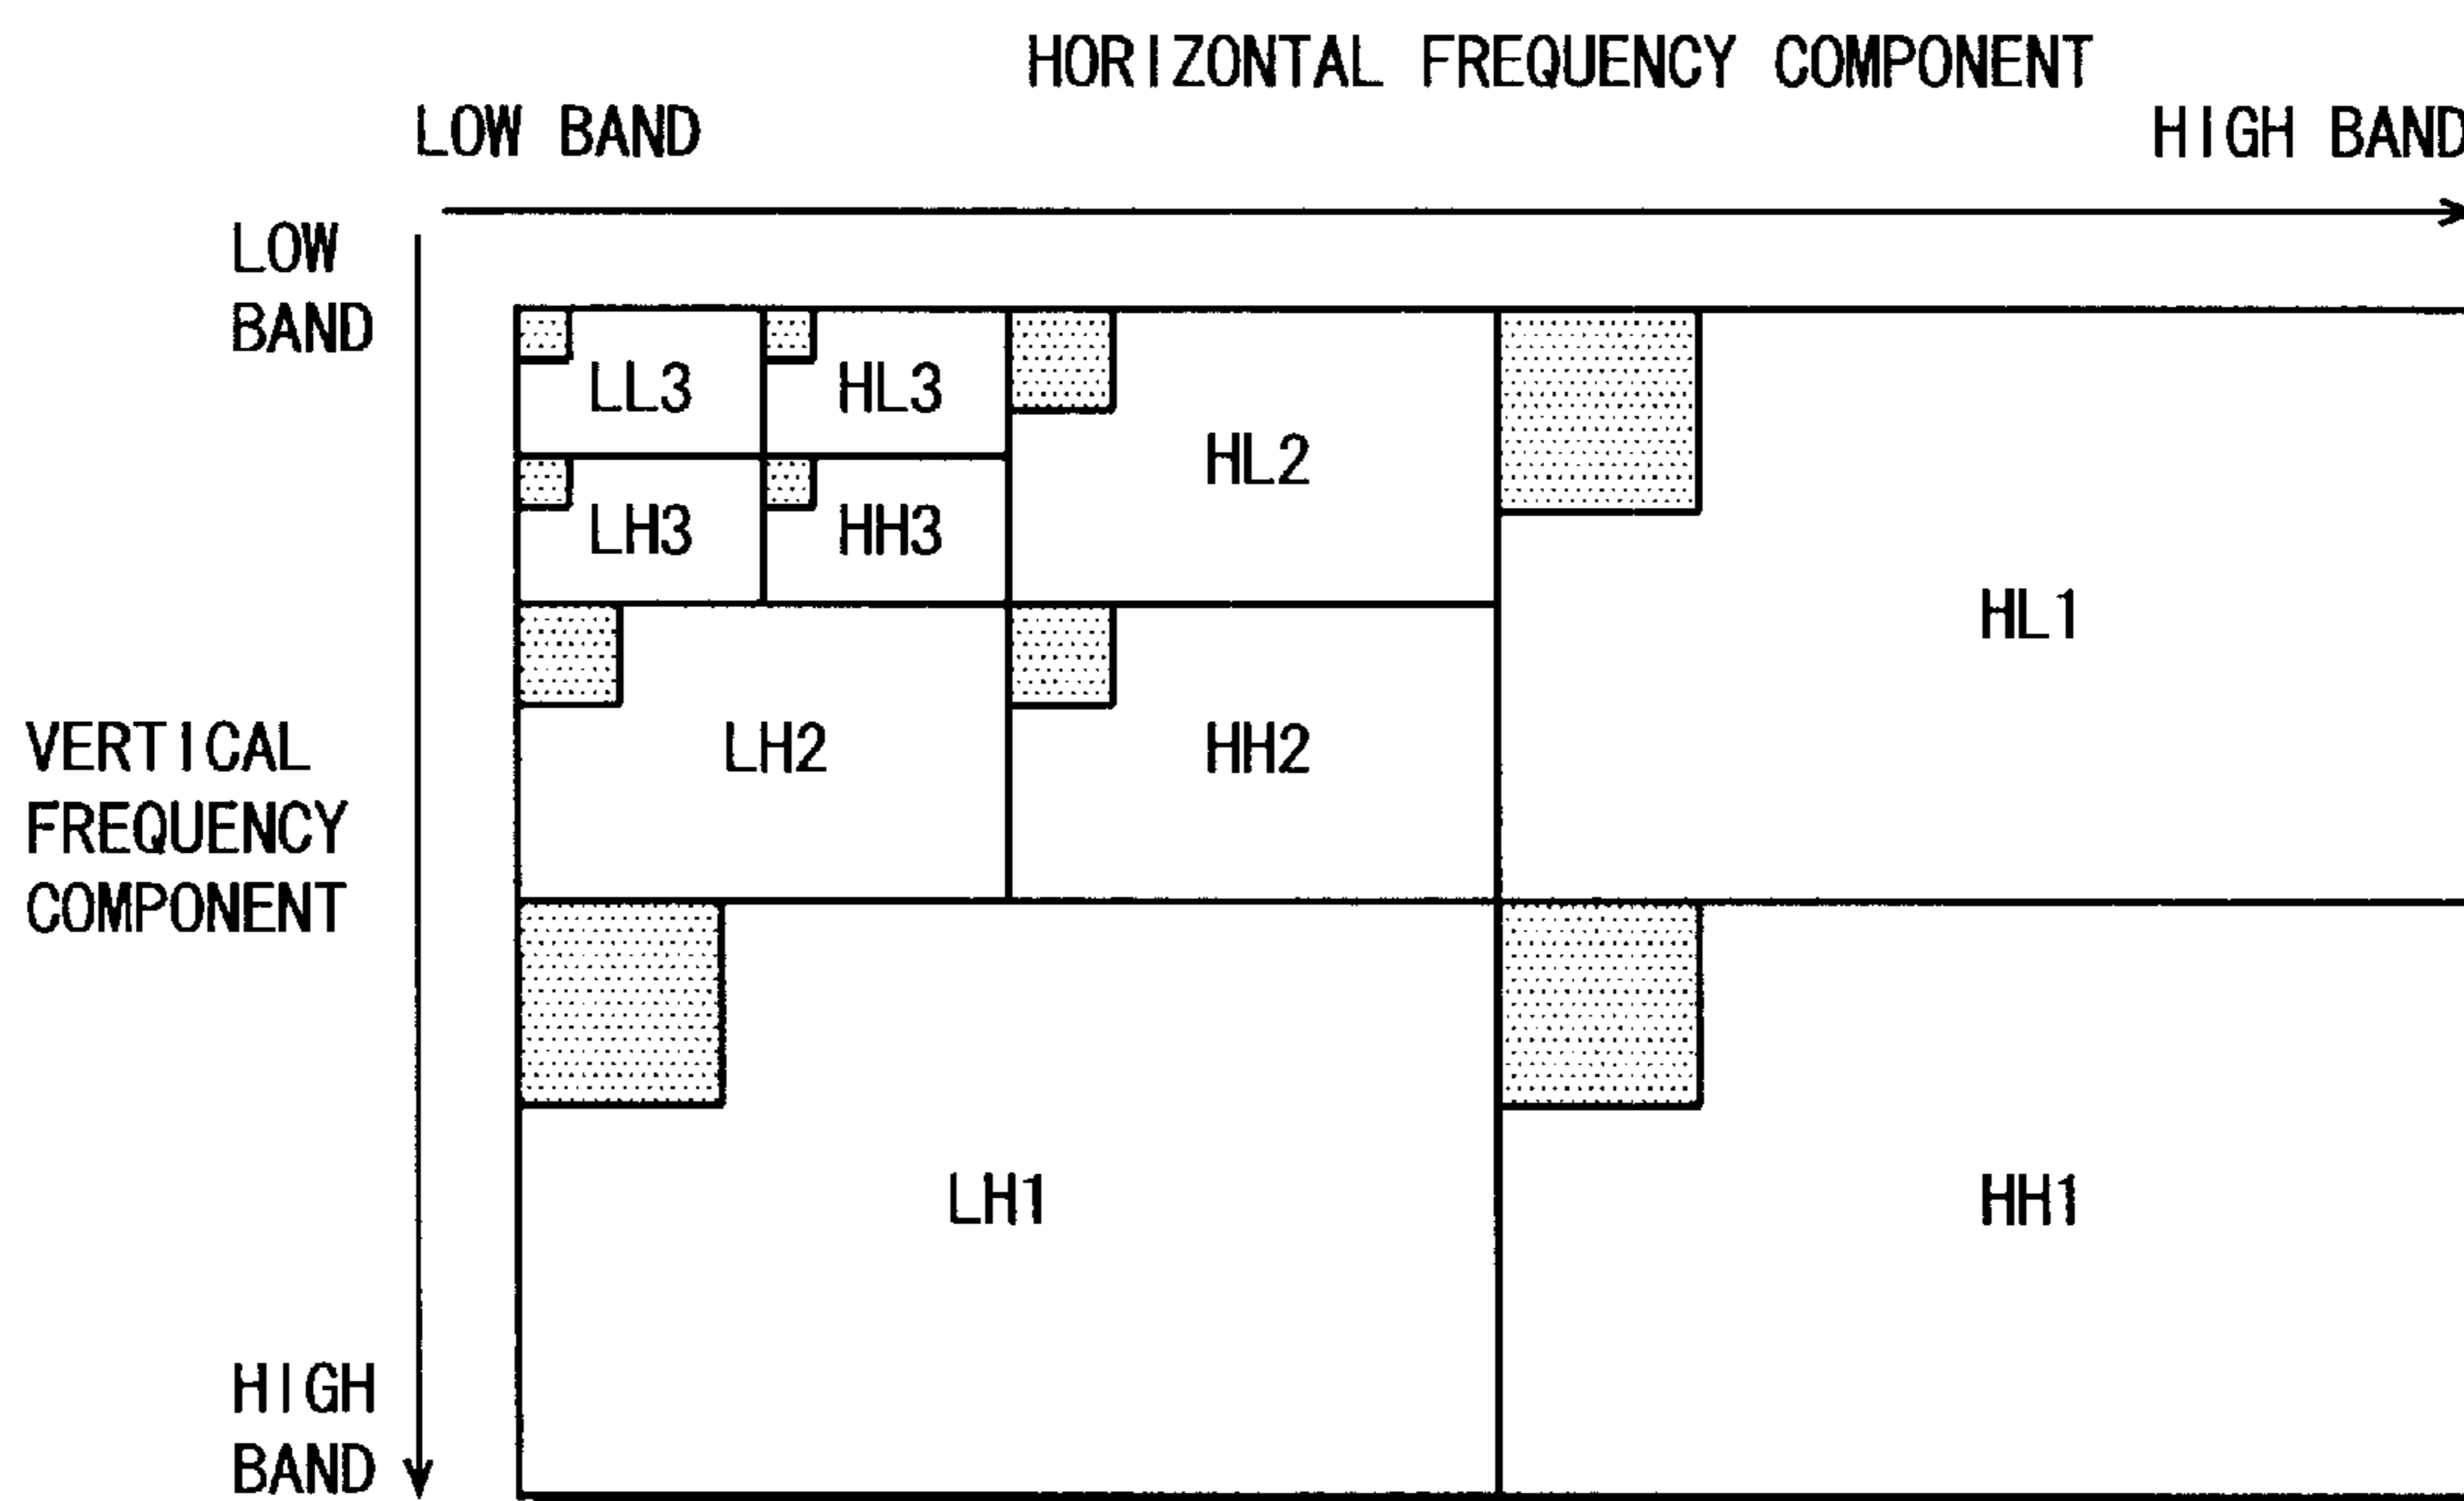 HORIZONTAL FREQUENCY COMPONENT
LOW BAND
HIGH BAND
LOW
BAND
LL3
HL3
HL2
LH3
HH3
HL1
VERTICAL
FREQUENCY
COMPONENT
LH2
HH2
LH1
HH1
HIGH
BAND